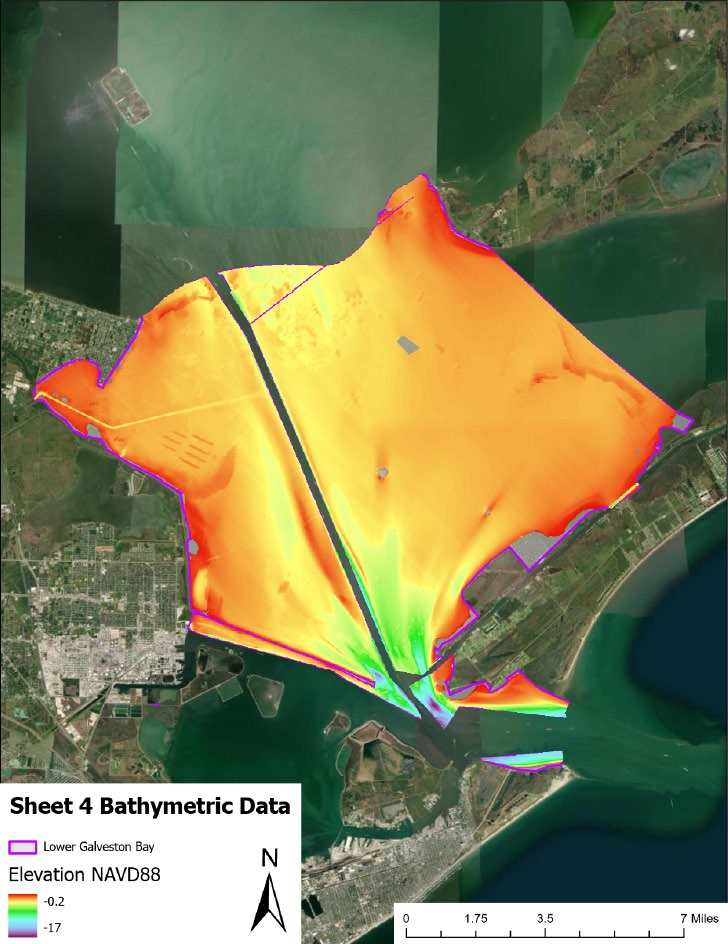 Sheet 4 Bathymetric Data
Lower Galveston Bay
Elevation NAVD88
-0.2
-17
N
0 1.75 3.5 7 Miles